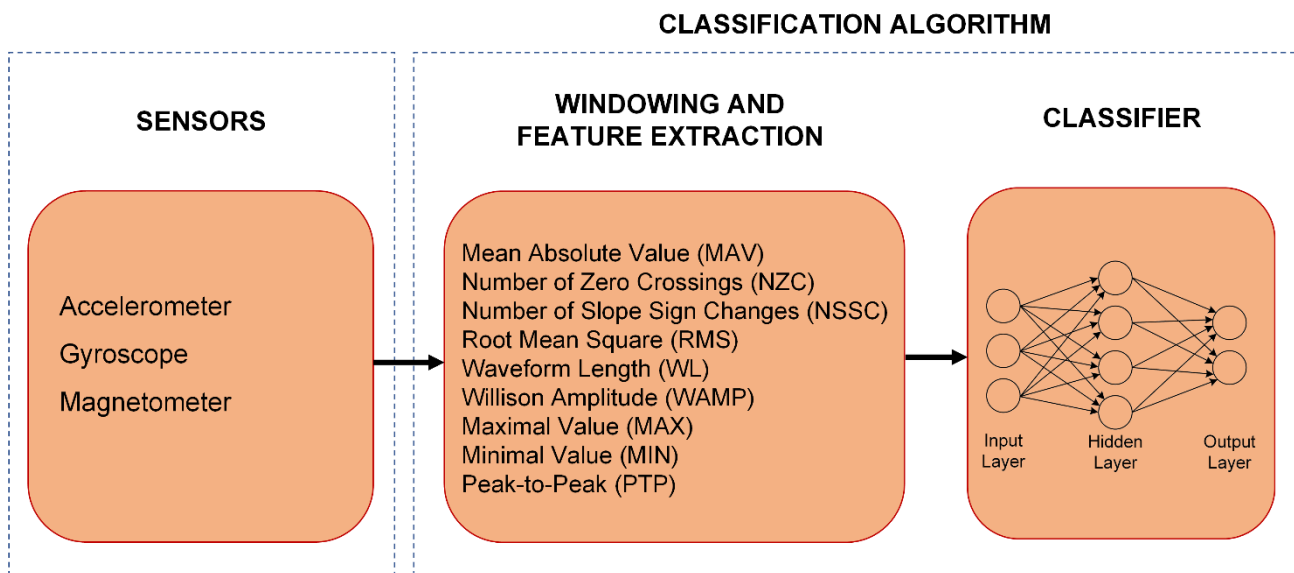 CLASSIFICATION ALGORITHM
SENSORS
Accelerometer
Gyroscope
Magnetometer
WINDOWING AND
FEATURE EXTRACTION
Mean Absolute Value (MAV)
Number of Zero Crossings (NZC)
Number of Slope Sign Changes (NSSC)
Root Mean Square (RMS)
Waveform Length (WL)
Willison Amplitude (WAMP)
Maximal Value (MAX)
Minimal Value (MIN)
Peak-to-Peak (PTP)
CLASSIFIER
Input
Layer
Hidden
Layer
Output
Layer